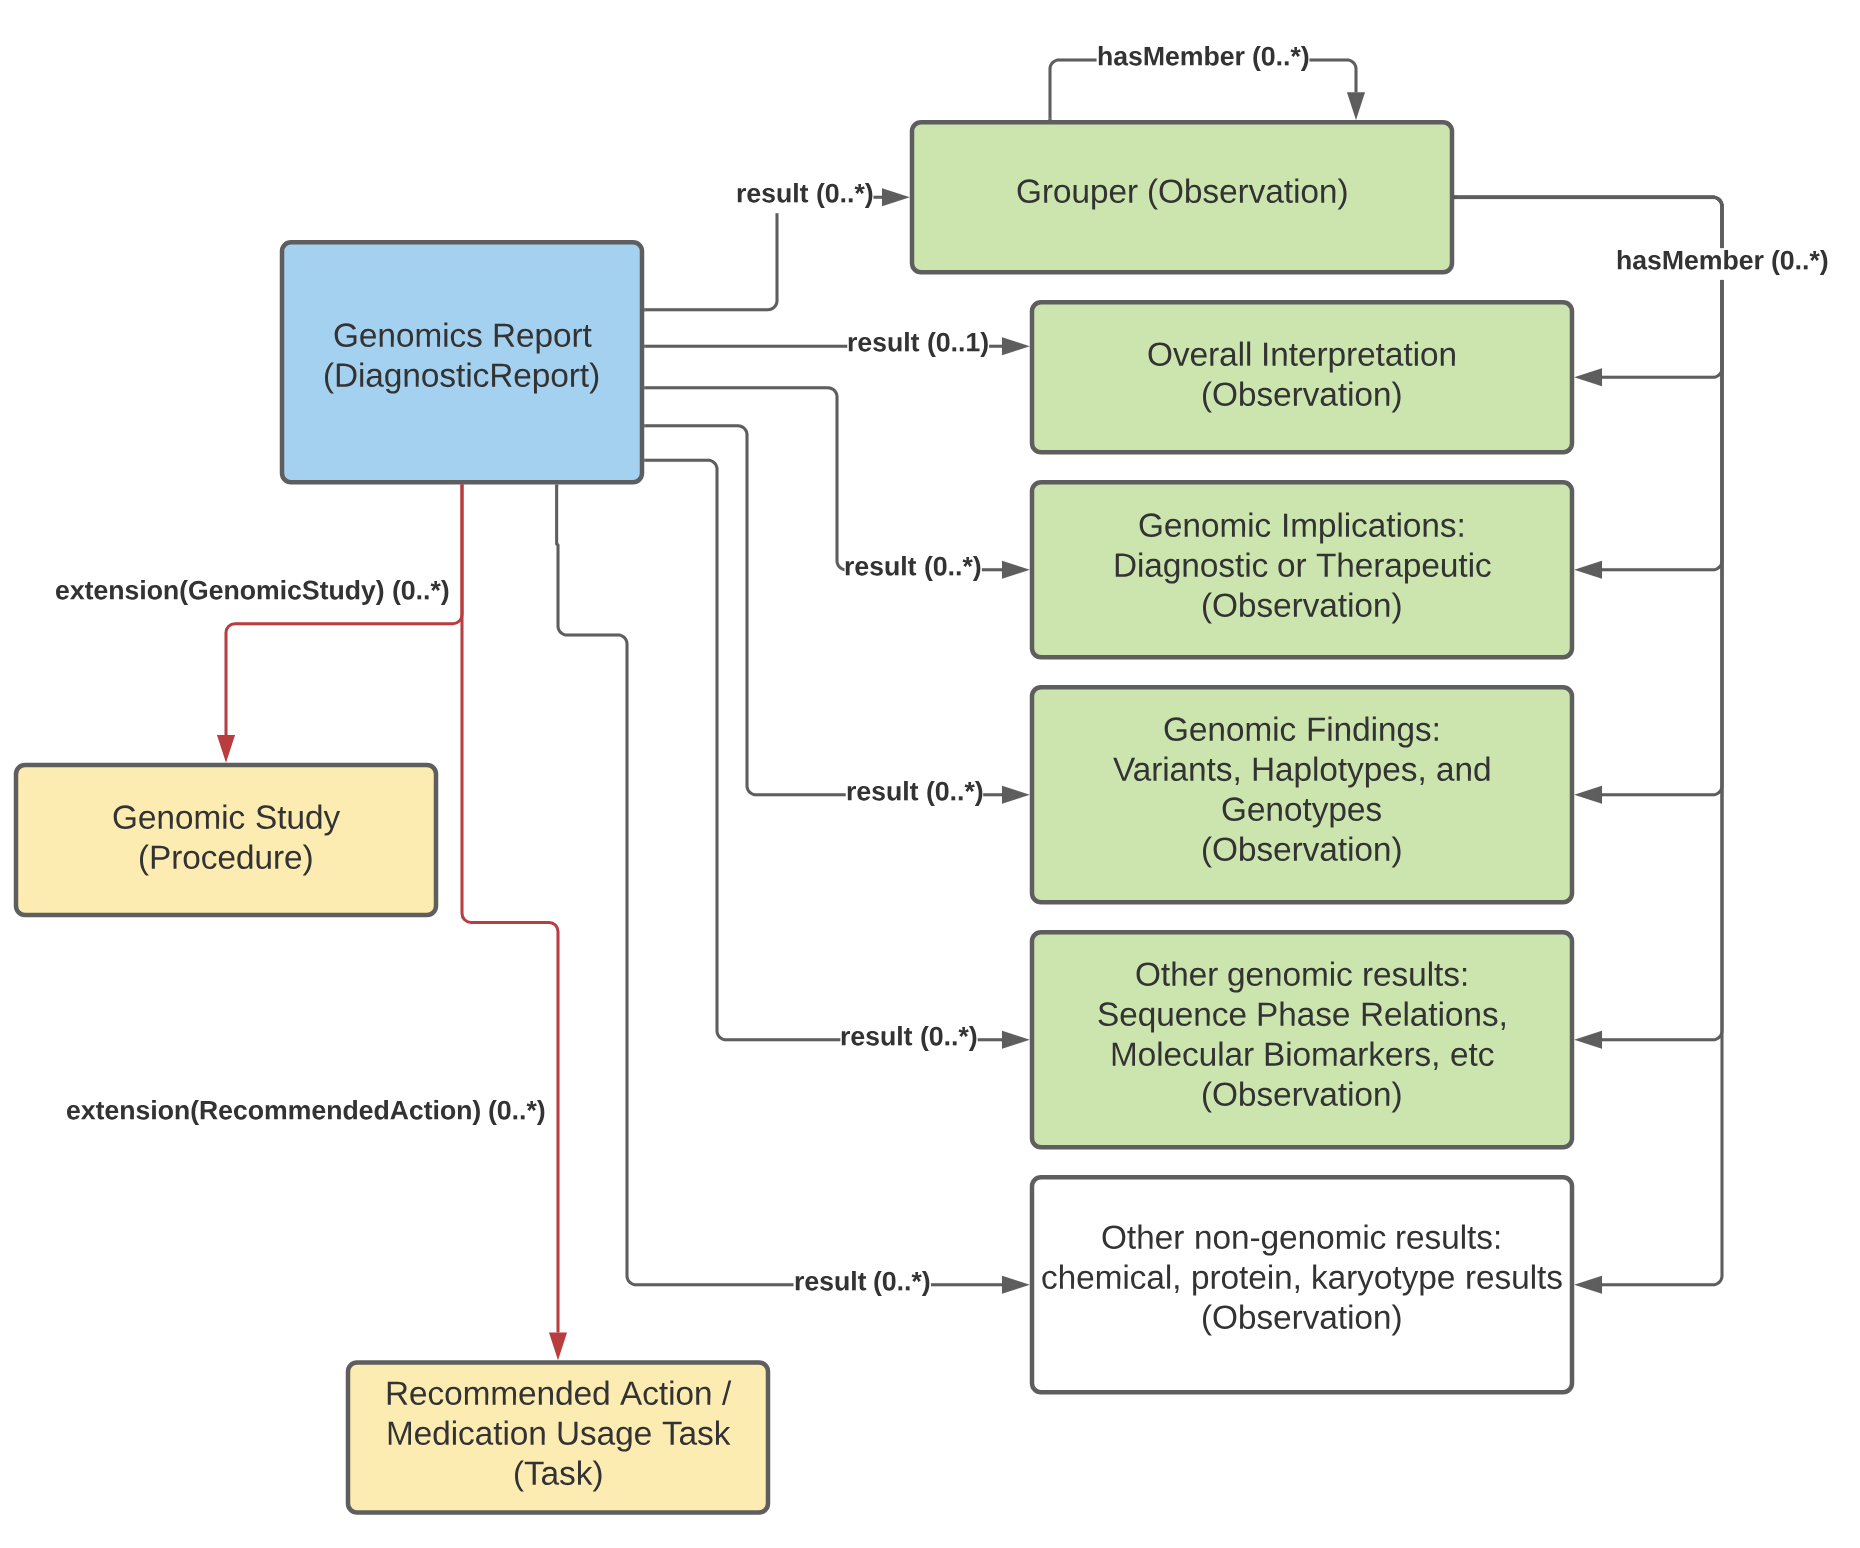 hasMember (0..*)
result (0..*)
Grouper (Observation)
hasMember (0..*)
Genomics Report
(DiagnosticReport)
result (0..1)
Overall Interpretation
(Observation)
result (0..*)
Genomic Implications:
Diagnostic or Therapeutic
(Observation)
extension(GenomicStudy) (0..*)
Genomic Study
(Procedure)
result (0..*)
Genomic Findings:
Variants, Haplotypes, and
Genotypes
(Observation)
result (0..*)
Other genomic results:
Sequence Phase Relations,
Molecular Biomarkers, etc
(Observation)
extension(RecommendedAction) (0..*)
result (0..*)
Other non-genomic results:
chemical, protein, karyotype results
(Observation)
Recommended Action /
Medication Usage Task
(Task)